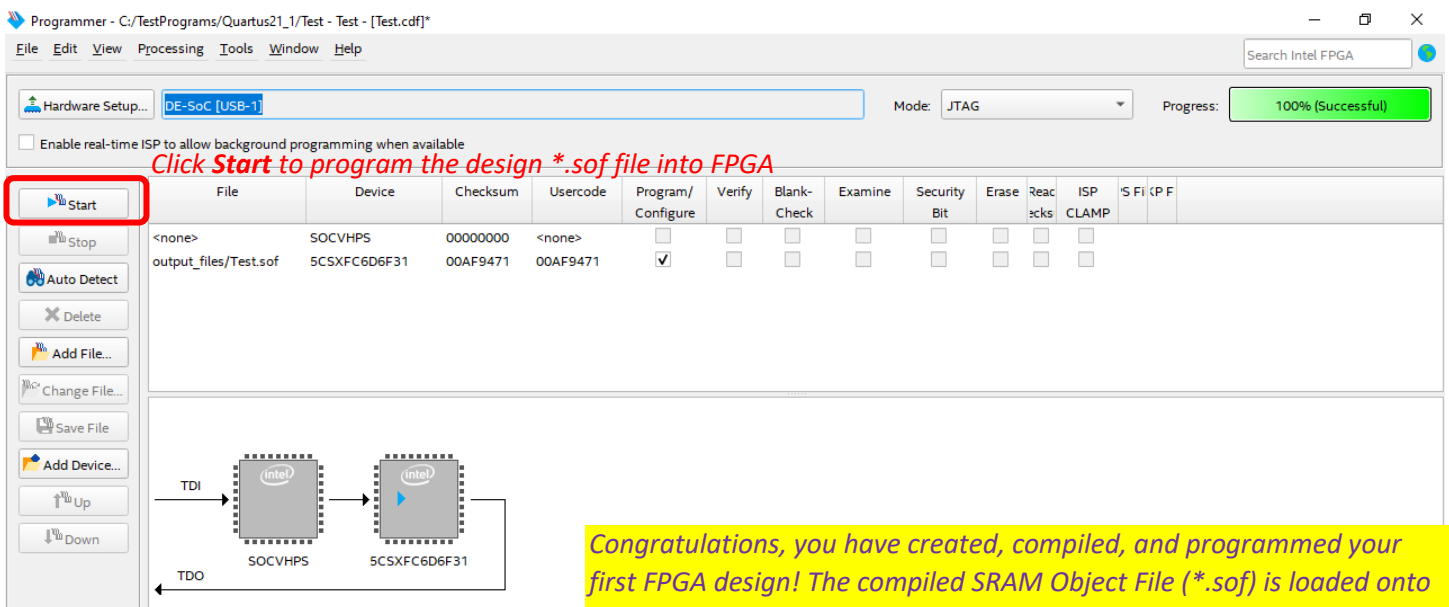 Programmer - C:/TestPrograms/Quartus21_1/Test - Test - [Test.cdf]*
File Edit View Processing Tools Window Help
Search Intel FPGA
Hardware Setup... DE-SoC [USB-1] Mode: JTAG Progress: 100% (Successful)
Enable real-time ISP to allow background programming when available
Click Start to program the design *.sof file into FPGA
Start
Stop
Auto Detect
Delete
Add File...
Change File...
Save File
Add Device...
Up
Down
File Device Checksum Usercode Program/ Verify Blank- Examine Security Erase ISP
Configure Check Bit CLAMP
<none> SOCVHPS 00000000 <none>
output_files/Test.sof 5CSXFC6D6F31 00AF9471 00AF9471
TDI
intel intel
SOCVHPS 5CSXFC6D6F31
TDO
Congratulations, you have created, compiled, and programmed your
first FPGA design! The compiled SRAM Object File (*.sof) is loaded onto